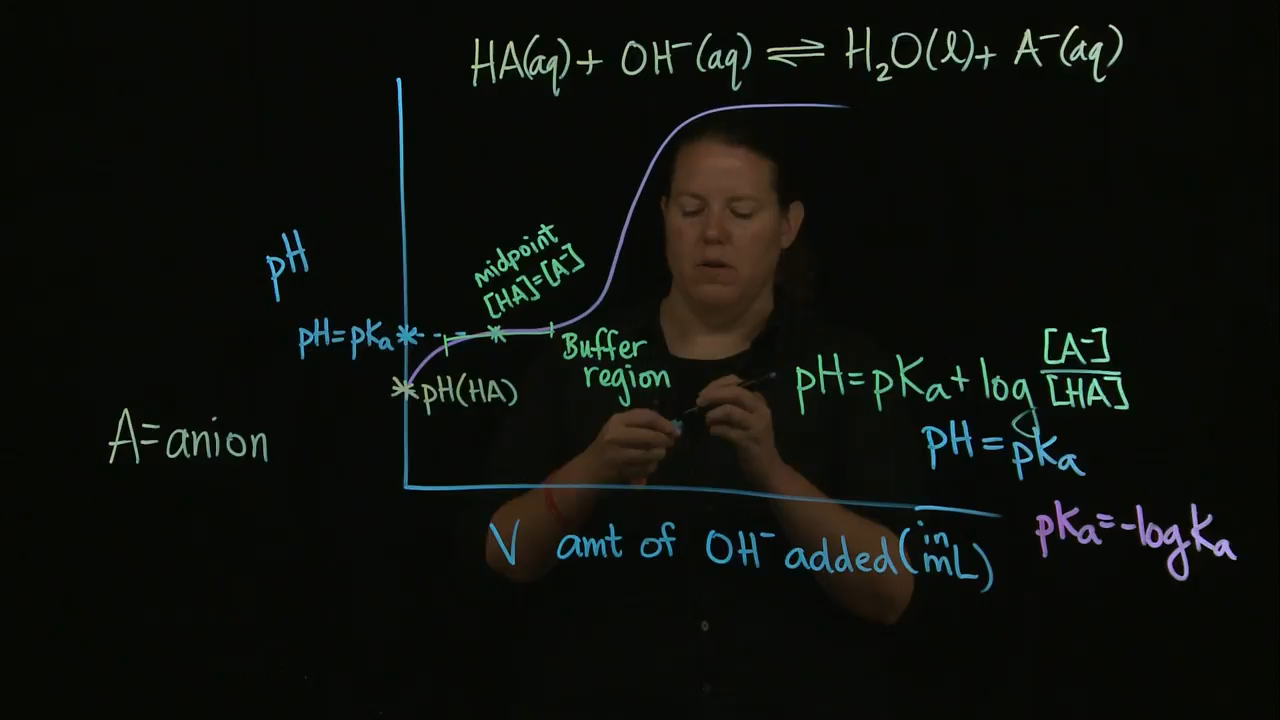 HA(aq) + OH⁻(aq) ⇌ H₂O(l) + A⁻(aq)
pH
midpoint
[HA]=[A⁻]
pH=pKₐ
Buffer
region
pH(HA)
pH=pKₐ+log [A⁻]/[HA]
A=anion
pH=pKₐ
V amt of OH⁻ added (in mL)
pKₐ=-logKₐ